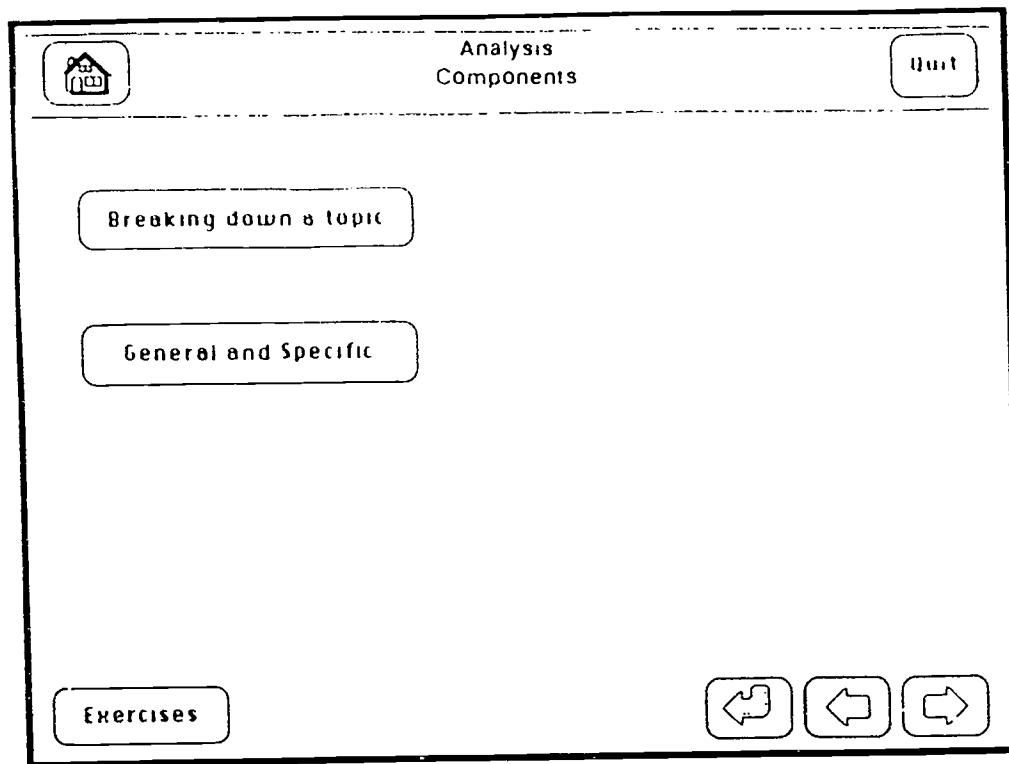 Analysis
Components
Quit
Breaking down a topic
General and Specific
Exercises